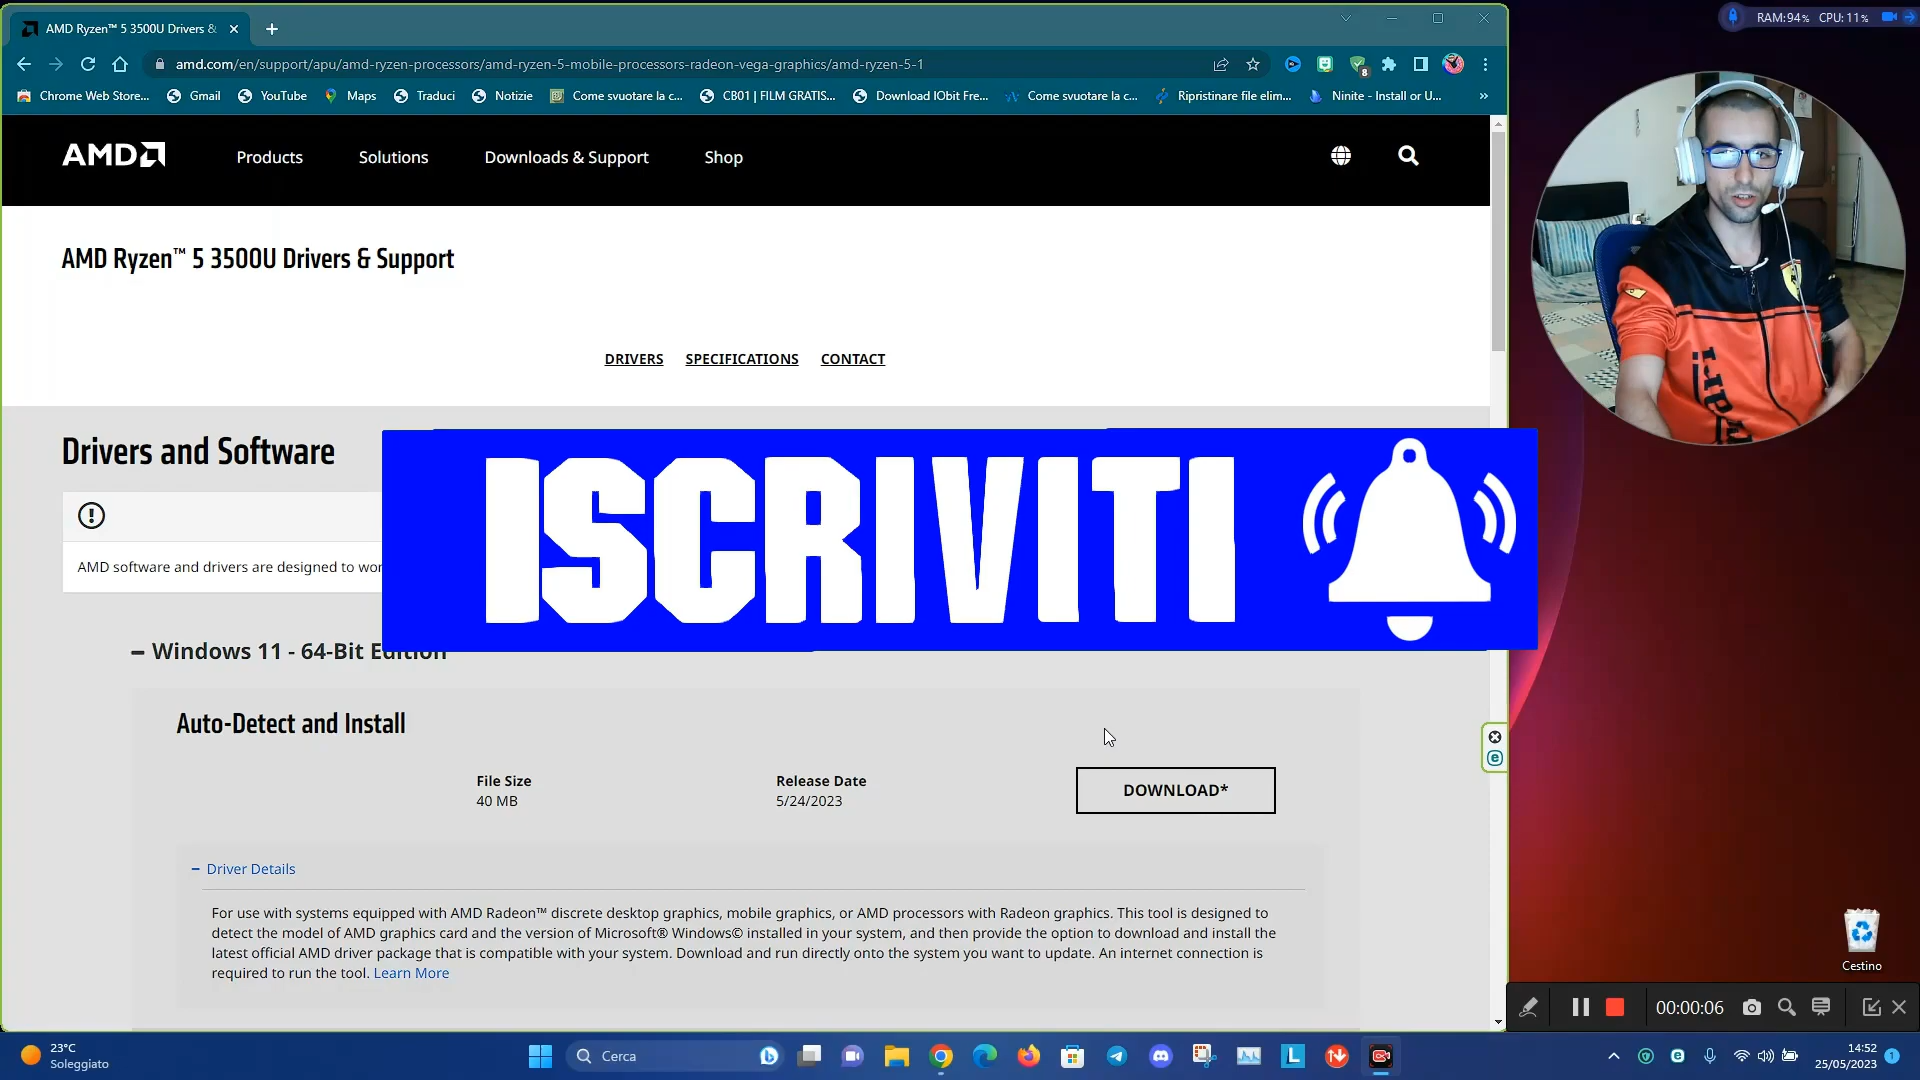 AMD Ryzen™ 5 3500U Drivers &
RAM:94% CPU: 11%
amd.com/en/support/apu/amd-ryzen-processors/amd-ryzen-5-mobile-processors-radeon-vega-graphics/amd-ryzen-5-1
8
Chrome Web Store... Gmail YouTube Maps Traduci Notizie Come svuotare la c... CB01 | FILM GRATIS... Download IObit Fre... Come svuotare la c... Ripristinare file elim... Ninite - Install or U... »
AMD Products Solutions Downloads & Support Shop
AMD Ryzen™ 5 3500U Drivers & Support
DRIVERS SPECIFICATIONS CONTACT
Drivers and Software
ISCRIVITI
AMD software and drivers are designed to wor
Windows 11 - 64-Bit Edition
Auto-Detect and Install
File Size
40 MB
Release Date
5/24/2023
DOWNLOAD*
Driver Details
For use with systems equipped with AMD Radeon™ discrete desktop graphics, mobile graphics, or AMD processors with Radeon graphics. This tool is designed to
detect the model of AMD graphics card and the version of Microsoft® Windows© installed in your system, and then provide the option to download and install the
latest official AMD driver package that is compatible with your system. Download and run directly onto the system you want to update. An internet connection is
required to run the tool. Learn More
Cestino
00:00:06
23°C
Soleggiato
Cerca
14:52
25/05/2023
1